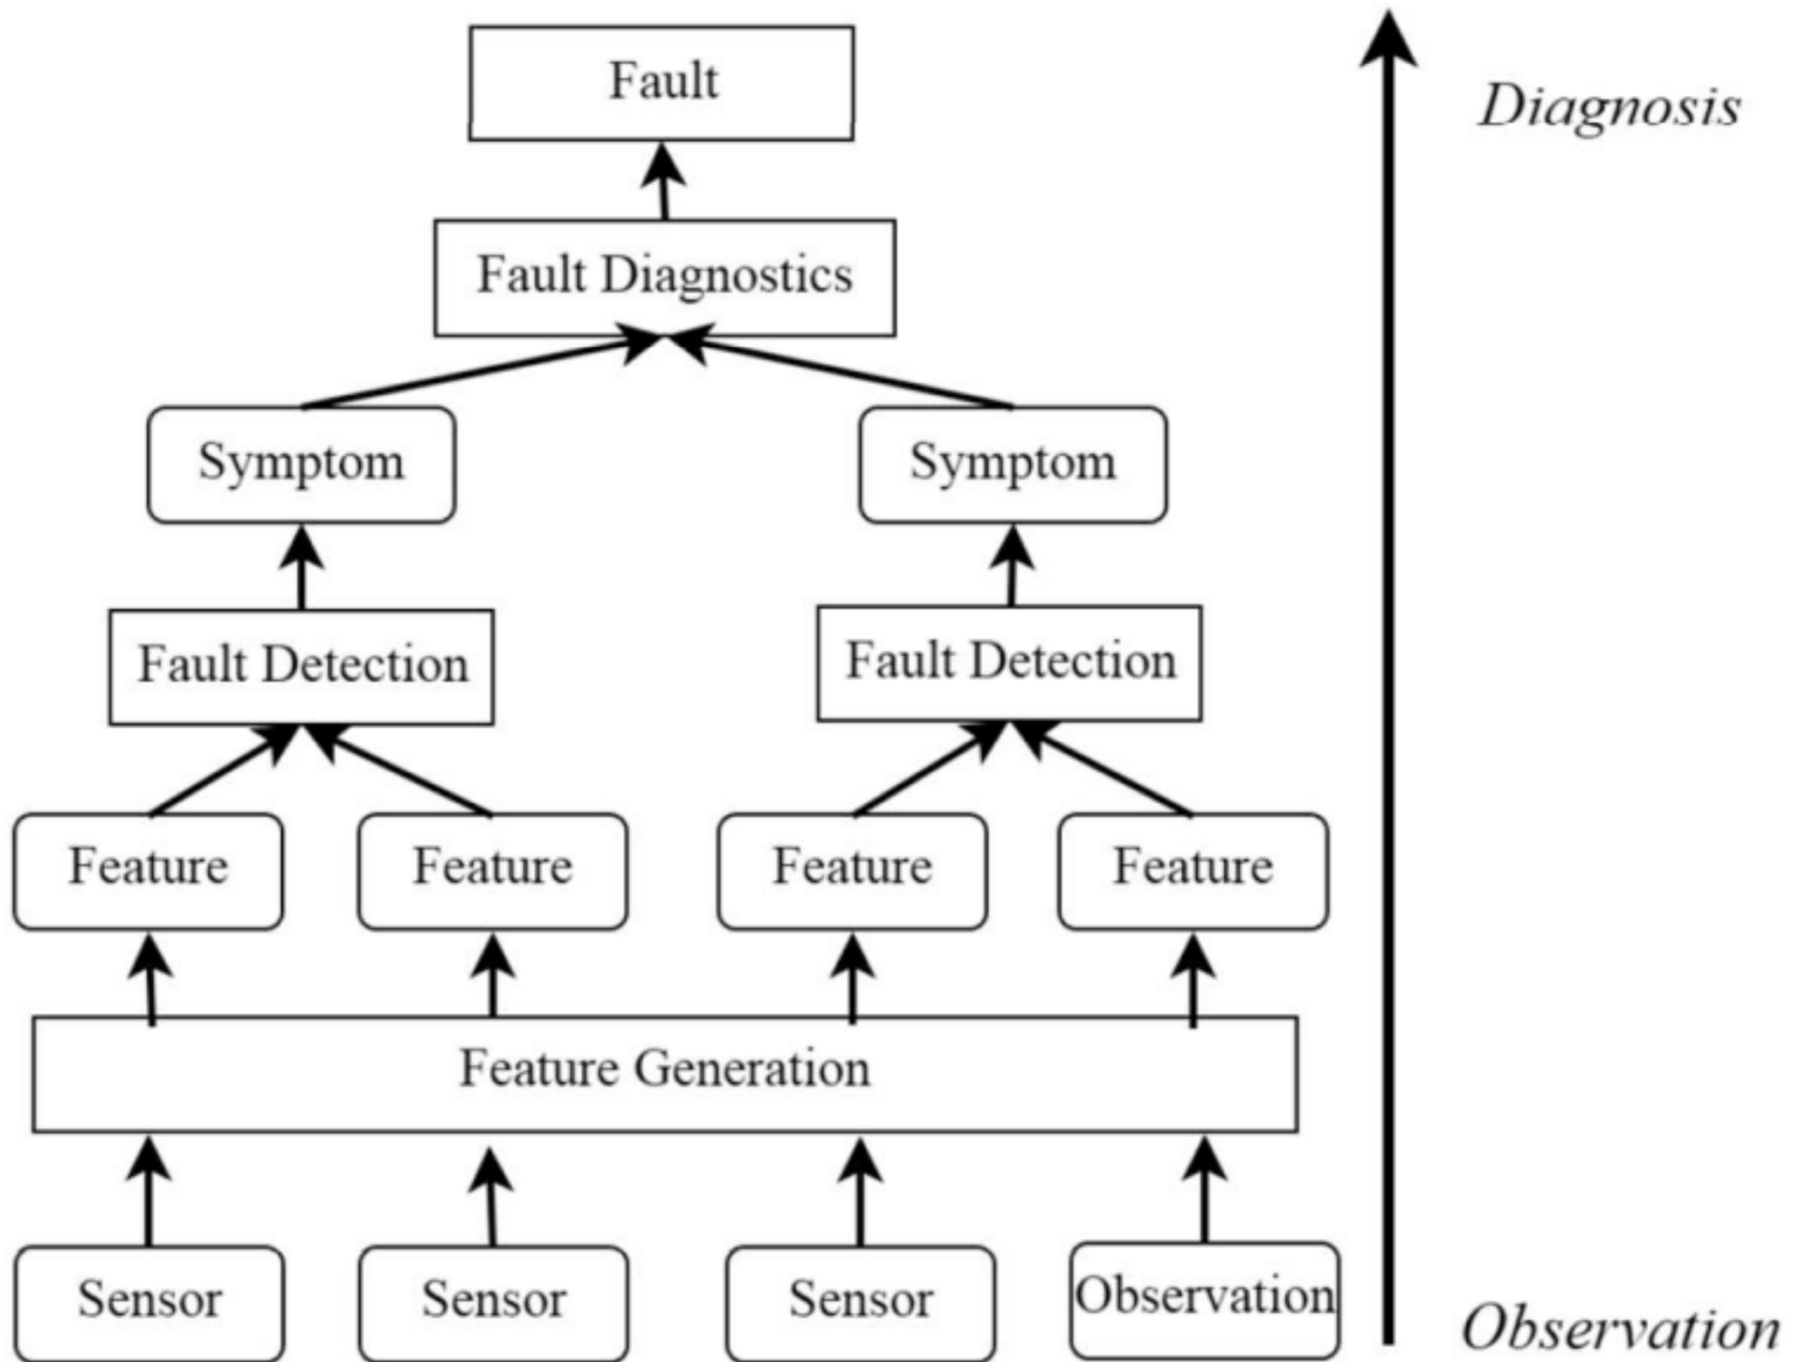 Fault
Diagnosis
Fault Diagnostics
Symptom
Symptom
Fault Detection
Fault Detection
Feature
Feature
Feature
Feature
Feature Generation
Sensor
Sensor
Sensor
Observation
Observation